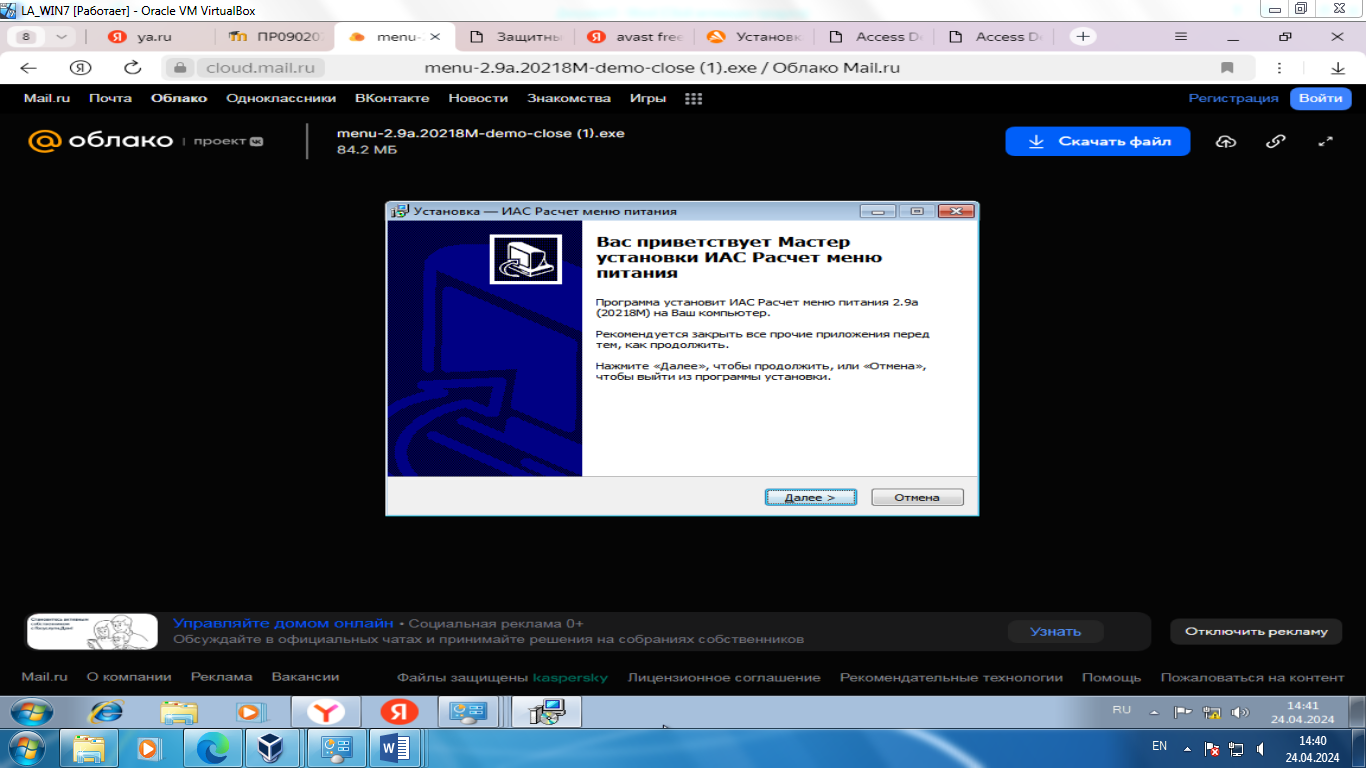 LA_WIN7 [Работает] - Oracle VM VirtualBox
8
ya.ru
ПР09020
menu-
Защитны
avast free
Установк
Access D
Access D
cloud.mail.ru
menu-2.9a.20218M-demo-close (1).exe / Облако Mail.ru
Mail.ru Почта Облако Одноклассники ВКонтакте Новости Знакомства Игры Регистрация Войти
облако проект
menu-2.9a.20218M-demo-close (1).exe
84.2 МБ
Скачать файл
Установка — ИАС Расчет меню питания
Вас приветствует Мастер
установки ИАС Расчет меню
питания
Программа установит ИАС Расчет меню питания 2.9a
(20218M) на Ваш компьютер.
Рекомендуется закрыть все прочие приложения перед
тем, как продолжить.
Нажмите «Далее», чтобы продолжить, или «Отмена»,
чтобы выйти из программы установки.
Далее > Отмена
Управляйте домом онлайн • Социальная реклама 0+
Обсуждайте в официальных чатах и принимайте решения на собраниях собственников
Узнать
Отключить рекламу
Mail.ru О компании Реклама Вакансии Файлы защищены kaspersky Лицензионное соглашение Рекомендательные технологии Помощь Пожаловаться на контент
RU
14:41
24.04.2024
EN
14:40
24.04.2024